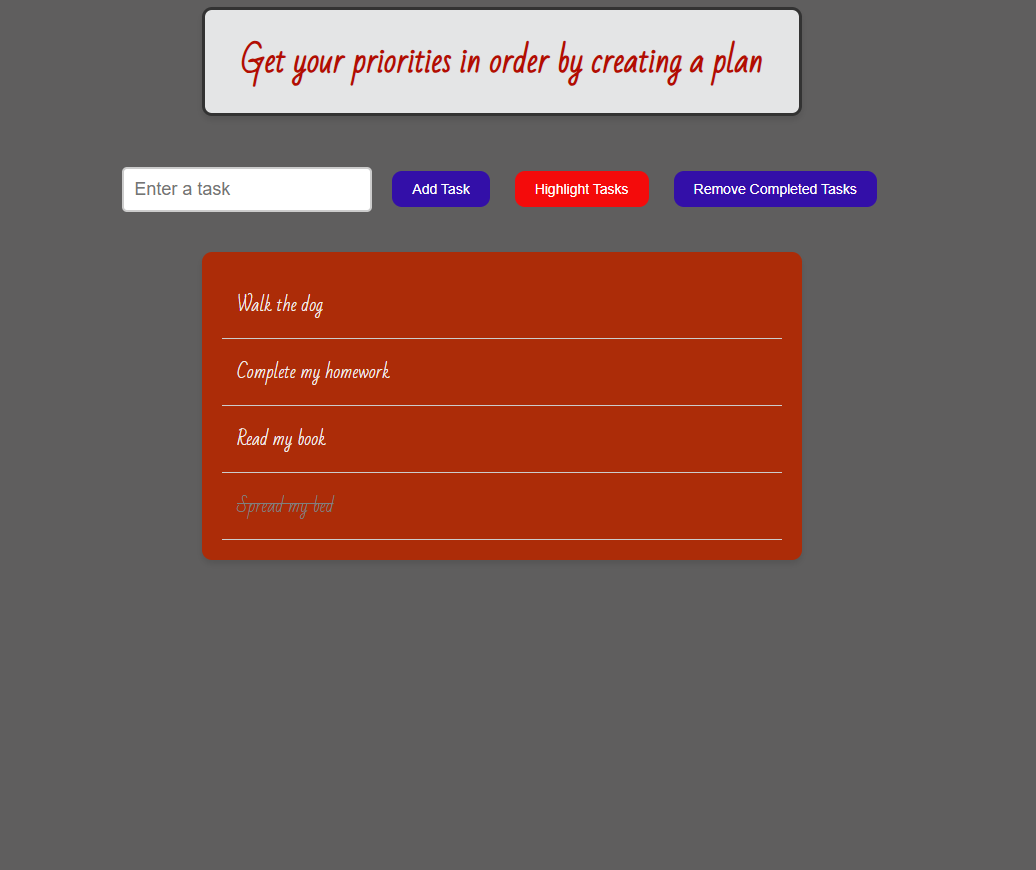 Get your priorities in order by creating a plan
Enter a task
Add Task
Highlight Tasks
Remove Completed Tasks
Walk the dog
Complete my homework
Read my book
Spread my bed